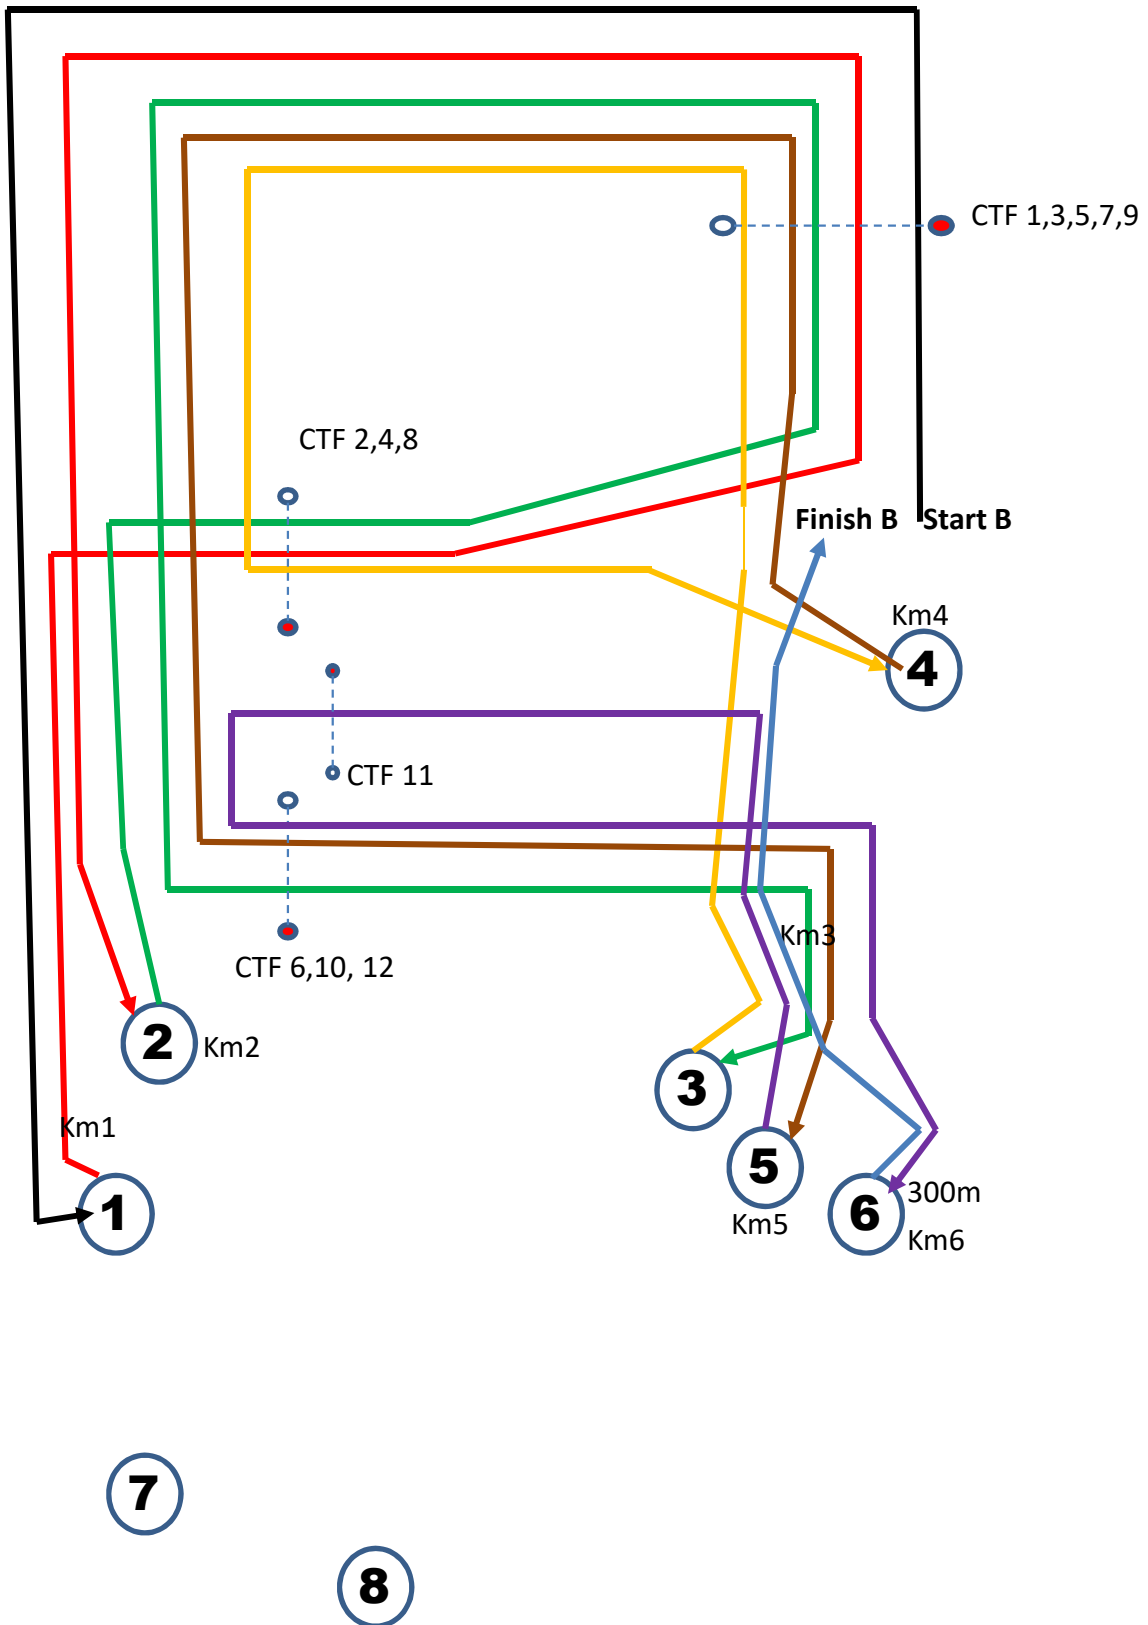 CTF 1,3,5,7,9
CTF 2,4,8
Finish B
Start B
Km4
4
CTF 11
Km3
CTF 6,10, 12
2
Km2
3
Km1
1
5
Km5
6
300m
Km6
7
8